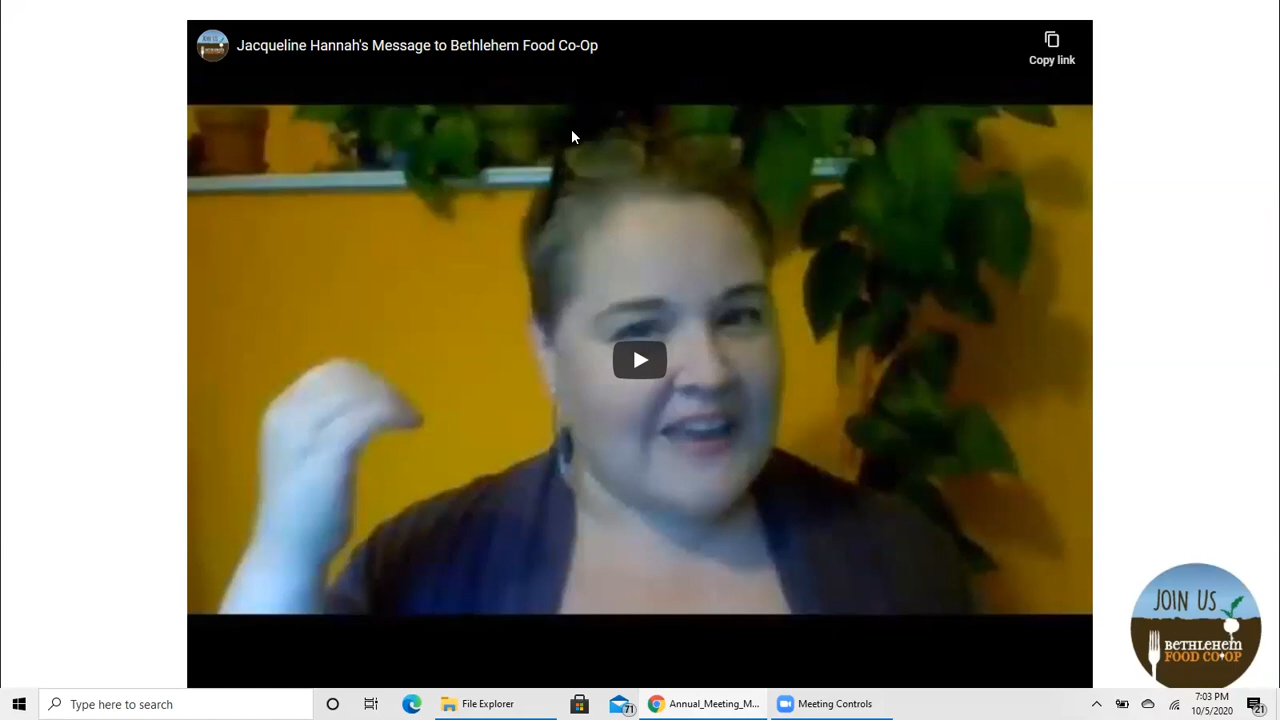 Jacqueline Hannah's Message to Bethlehem Food Co-Op
Copy link
JOIN US
BETHLEHEM
FOOD CO-OP
Type here to search
File Explorer
71
Annual_Meeting_M...
Meeting Controls
7:03 PM
10/5/2020
21